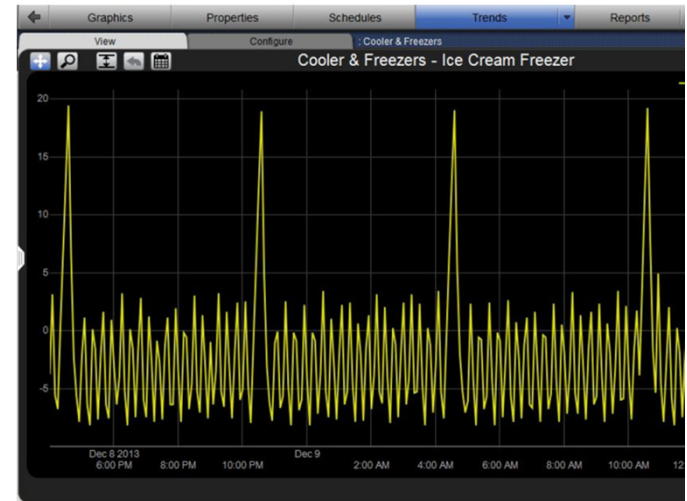 Graphics Properties Schedules Trends Reports
View Configure : Cooler & Freezers
Cooler & Freezers - Ice Cream Freezer
20
15
10
5
0
-5
Dec 8 2013 Dec 9
6:00 PM 8:00 PM 10:00 PM 2:00 AM 4:00 AM 6:00 AM 8:00 AM 10:00 AM 12